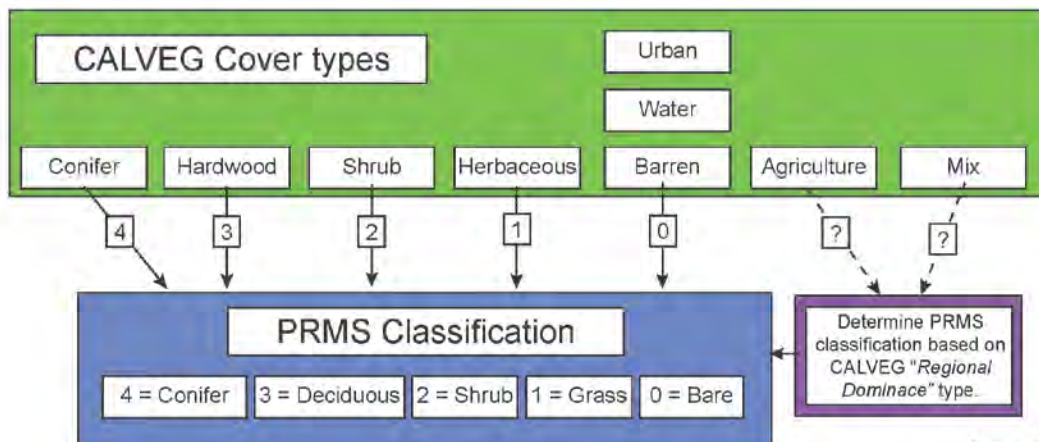 CALVEG Cover types
Urban
Water
Conifer
Hardwood
Shrub
Herbaceous
Barren
Agriculture
Mix
4
3
2
1
0
?
?
PRMS Classification
4 = Conifer
3 = Deciduous
2 = Shrub
1 = Grass
0 = Bare
Determine PRMS
classification based on
CALVEG "Regional
Dominace" type.